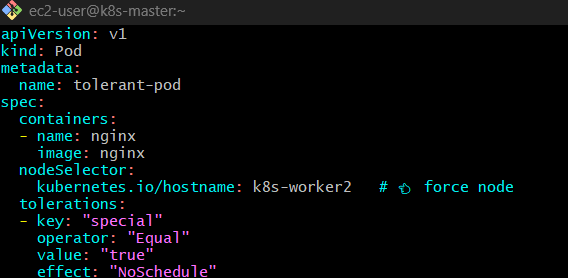 ec2-user@k8s-master:~
apiVersion: v1
kind: Pod
metadata:
  name: tolerant-pod
spec:
  containers:
  - name: nginx
    image: nginx
  nodeSelector:
    kubernetes.io/hostname: k8s-worker2   # 👈 force node
  tolerations:
  - key: "special"
    operator: "Equal"
    value: "true"
    effect: "NoSchedule"